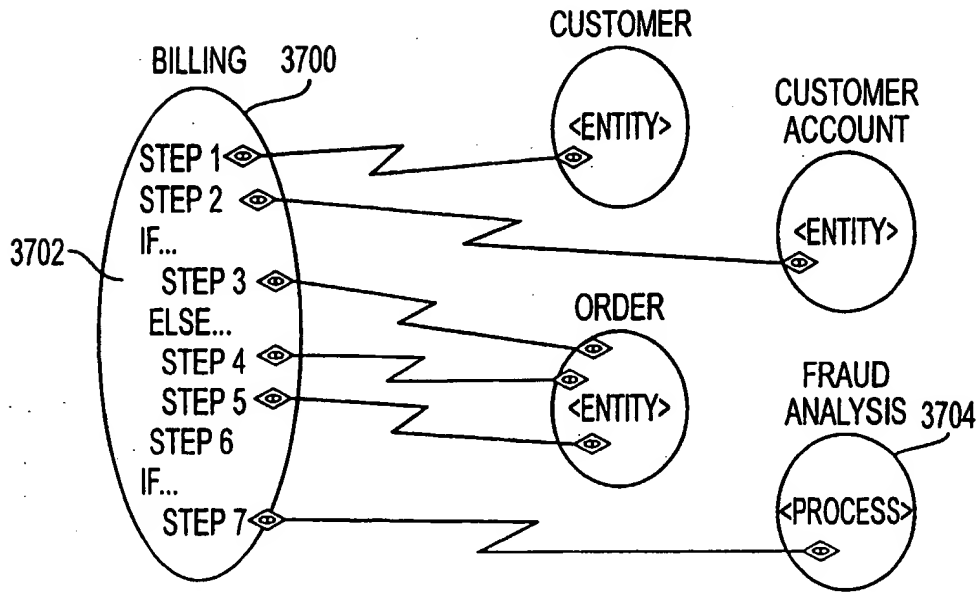 BILLING 3700
3702
STEP 1
STEP 2
IF...
STEP 3
ELSE...
STEP 4
STEP 5
STEP 6
IF...
STEP 7
CUSTOMER
<ENTITY>
CUSTOMER
ACCOUNT
<ENTITY>
ORDER
<ENTITY>
FRAUD
ANALYSIS 3704
<PROCESS>